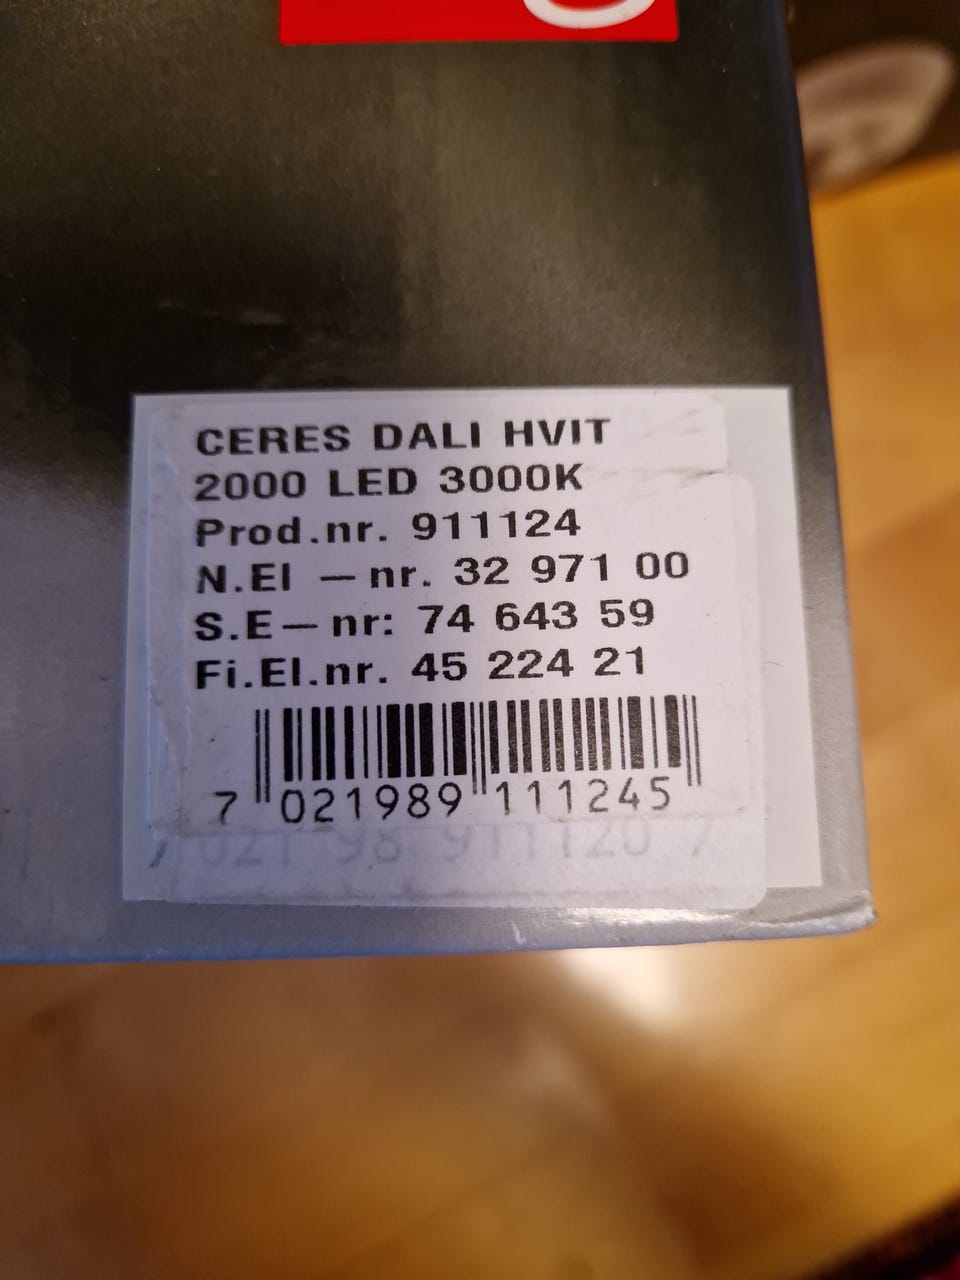 CERES DALI HVIT
2000 LED 3000K
Prod.nr. 911124
N.El –nr. 32 971 00
S.E–nr: 74 643 59
Fi.El.nr. 45 224 21
7 021989 111245